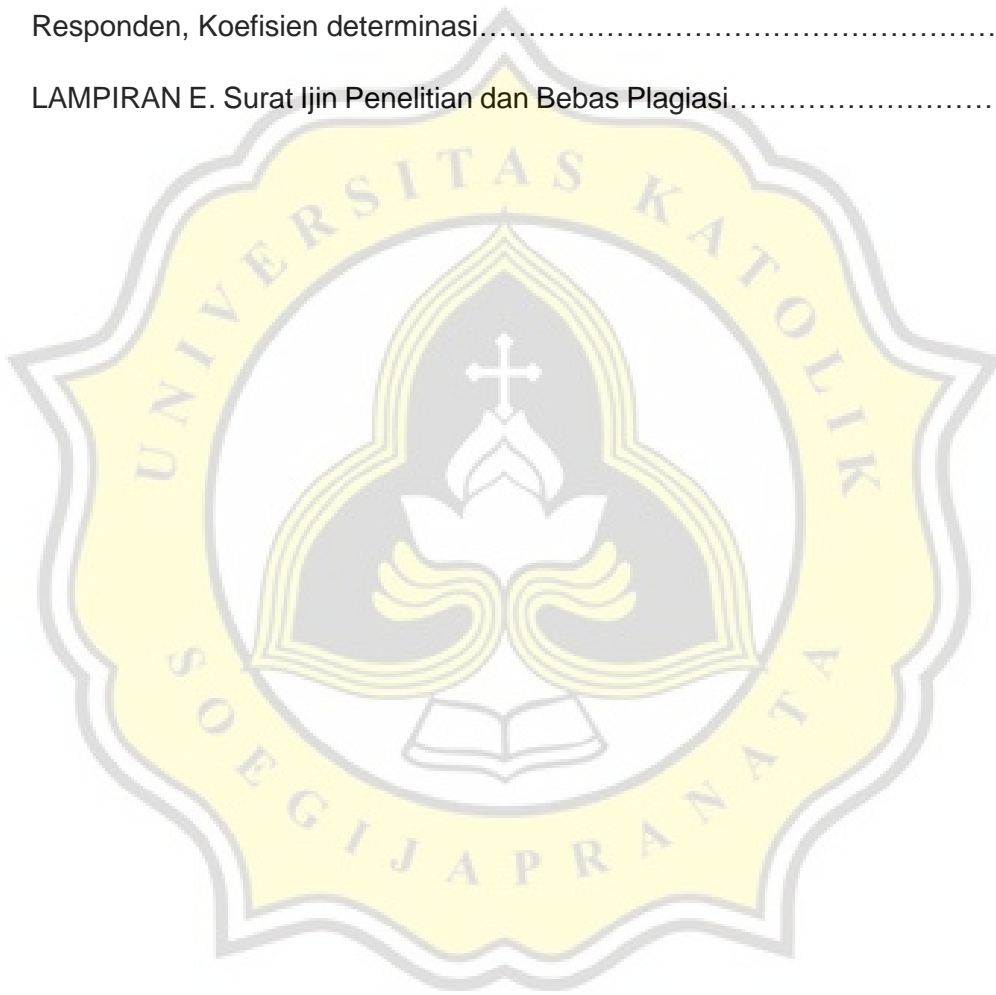 Responden, Koefisien determinasi……………………………………………….
LAMPIRAN E. Surat Ijin Penelitian dan Bebas Plagiasi……………………….
UNIVERSITAS KATOLIK
SOEGIJAPRANATA